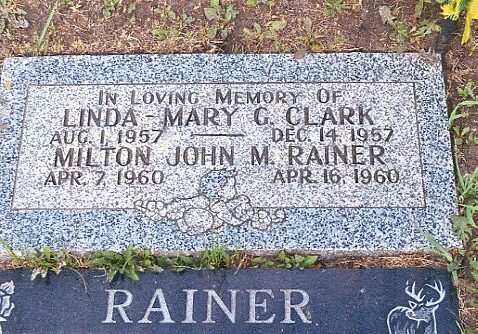 IN LOVING MEMORY OF
LINDA - MARY G. CLARK
AUG. 1, 1957 — DEC. 14, 1957
MILTON JOHN M. RAINER
APR. 7, 1960 APR. 16, 1960
RAINER